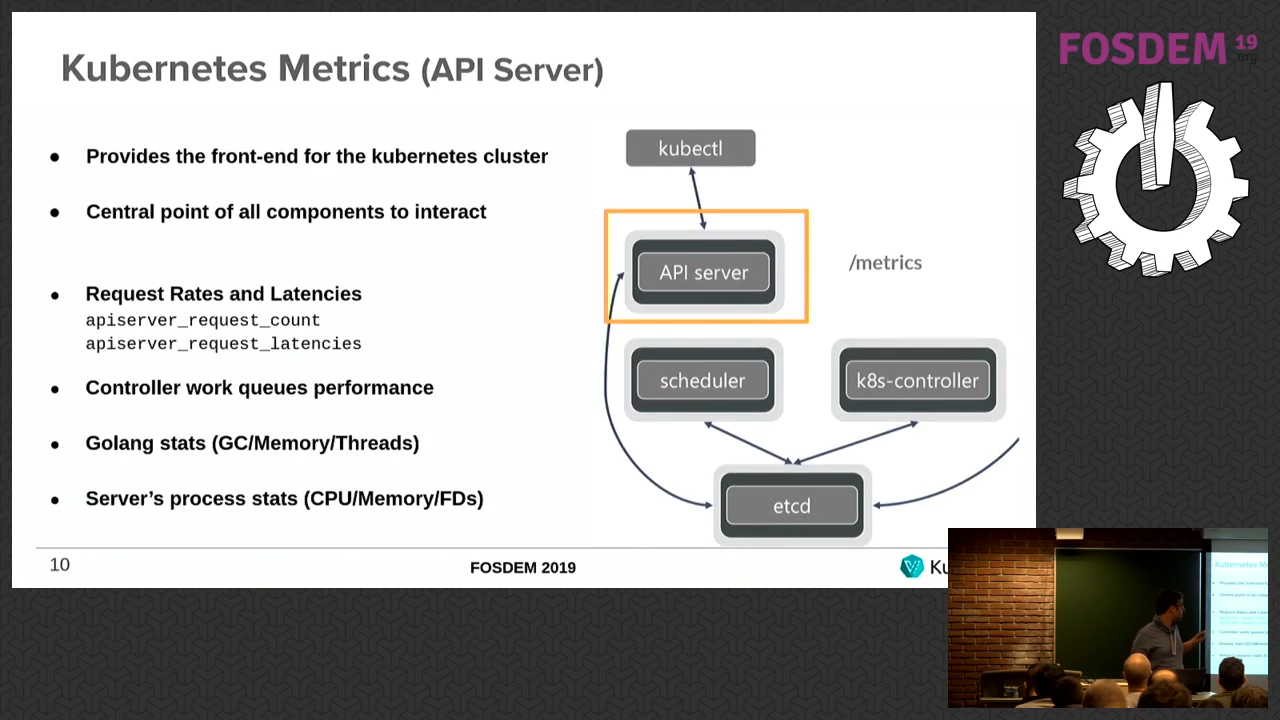 Kubernetes Metrics (API Server)
FOSDEM 19
.org
● Provides the front-end for the kubernetes cluster
● Central point of all components to interact
● Request Rates and Latencies
apiserver_request_count
apiserver_request_latencies
● Controller work queues performance
● Golang stats (GC/Memory/Threads)
● Server's process stats (CPU/Memory/FDs)
kubectl
API server
/metrics
scheduler
k8s-controller
etcd
10
FOSDEM 2019
Ku
Kubernetes M